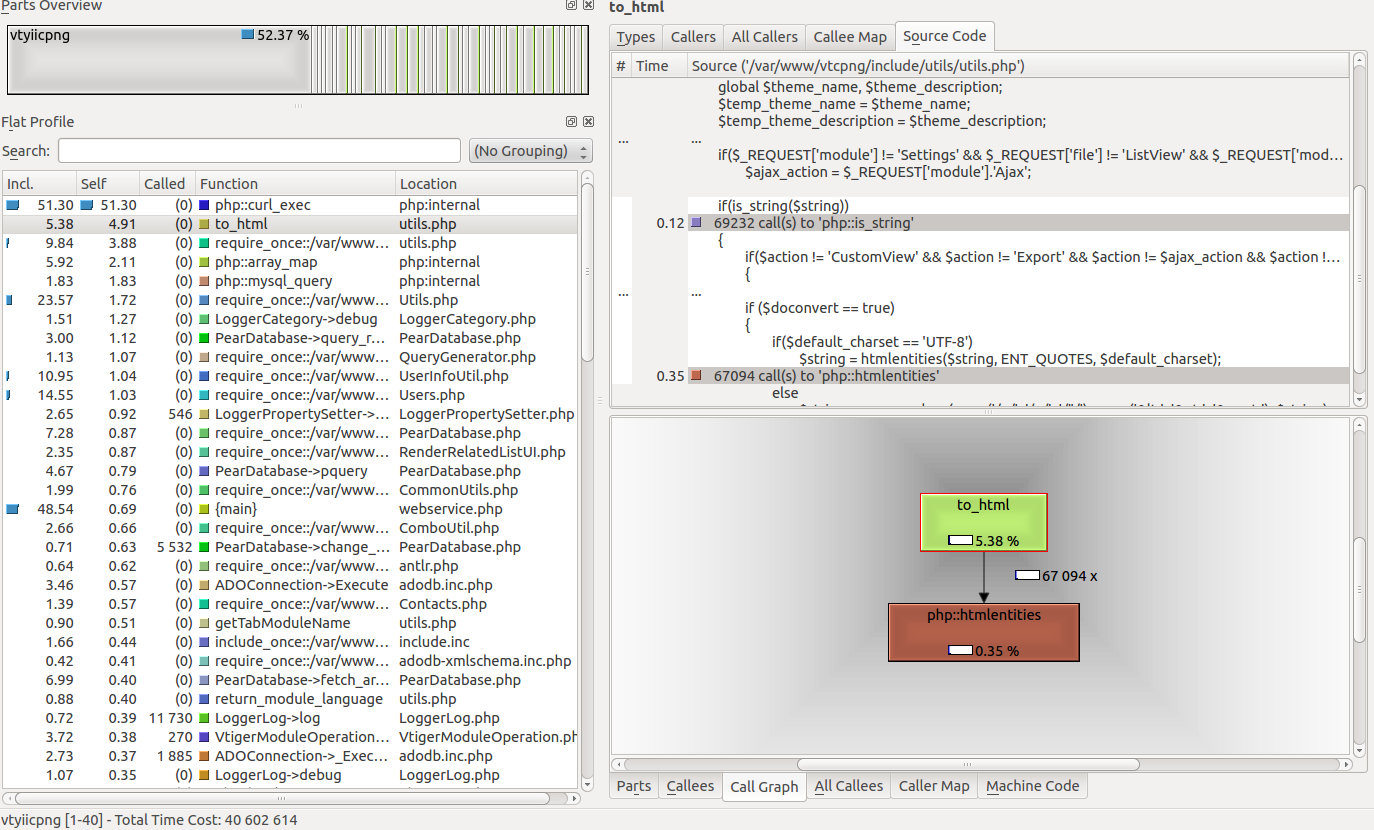 Parts Overview
vtyiicpng 52.37 %
Flat Profile
Search: (No Grouping)
Incl. Self Called Function Location
51.30 51.30 (0) php::curl_exec php:internal
5.38 4.91 (0) to_html utils.php
9.84 3.88 (0) require_once::/var/www... utils.php
5.92 2.11 (0) php::array_map php:internal
1.83 1.83 (0) php::mysql_query php:internal
23.57 1.72 (0) require_once::/var/www... Utils.php
1.51 1.27 (0) LoggerCategory->debug LoggerCategory.php
3.00 1.12 (0) PearDatabase->query_r... PearDatabase.php
1.13 1.07 (0) require_once::/var/www... QueryGenerator.php
10.95 1.04 (0) require_once::/var/www... UserInfoUtil.php
14.55 1.03 (0) require_once::/var/www... Users.php
2.65 0.92 546 LoggerPropertySetter->... LoggerPropertySetter.php
7.28 0.87 (0) require_once::/var/www... PearDatabase.php
2.35 0.87 (0) require_once::/var/www... RenderRelatedListUI.php
4.67 0.79 (0) PearDatabase->pquery PearDatabase.php
1.99 0.76 (0) require_once::/var/www... CommonUtils.php
48.54 0.69 (0) {main} webservice.php
2.66 0.66 (0) require_once::/var/www... ComboUtil.php
0.71 0.63 5 532 PearDatabase->change_... PearDatabase.php
0.64 0.62 (0) require_once::/var/www... antlr.php
3.46 0.57 (0) ADOConnection->Execute adodb.inc.php
1.39 0.57 (0) require_once::/var/www... Contacts.php
0.90 0.51 (0) getTabModuleName utils.php
1.66 0.44 (0) include_once::/var/www... include.inc
0.42 0.41 (0) require_once::/var/www... adodb-xmlschema.inc.php
6.99 0.40 (0) PearDatabase->fetch_ar... PearDatabase.php
0.88 0.40 (0) return_module_language utils.php
0.72 0.39 11 730 LoggerLog->log LoggerLog.php
3.72 0.38 270 VtigerModuleOperation... VtigerModuleOperation.ph
2.73 0.37 1 885 ADOConnection->_Exec... adodb.inc.php
1.07 0.35 (0) LoggerLog->debug LoggerLog.php
vtyiicpng [1-40] - Total Time Cost: 40 602 614
to_html
Types Callers All Callers Callee Map Source Code
# Time Source ('/var/www/vtcpng/include/utils/utils.php')
global $theme_name, $theme_description;
$temp_theme_name = $theme_name;
$temp_theme_description = $theme_description;
... ...
if($_REQUEST['module'] != 'Settings' && $_REQUEST['file'] != 'ListView' && $_REQUEST['mod...
$ajax_action = $_REQUEST['module'].'Ajax';
if(is_string($string))
0.12 69232 call(s) to 'php::is_string'
{
if($action != 'CustomView' && $action != 'Export' && $action != $ajax_action && $action !...
{
... ...
if ($doconvert == true)
{
if($default_charset == 'UTF-8')
$string = htmlentities($string, ENT_QUOTES, $default_charset);
0.35 67094 call(s) to 'php::htmlentities'
else
to_html
5.38 %
67 094 x
php::htmlentities
0.35 %
Parts Callees Call Graph All Callees Caller Map Machine Code